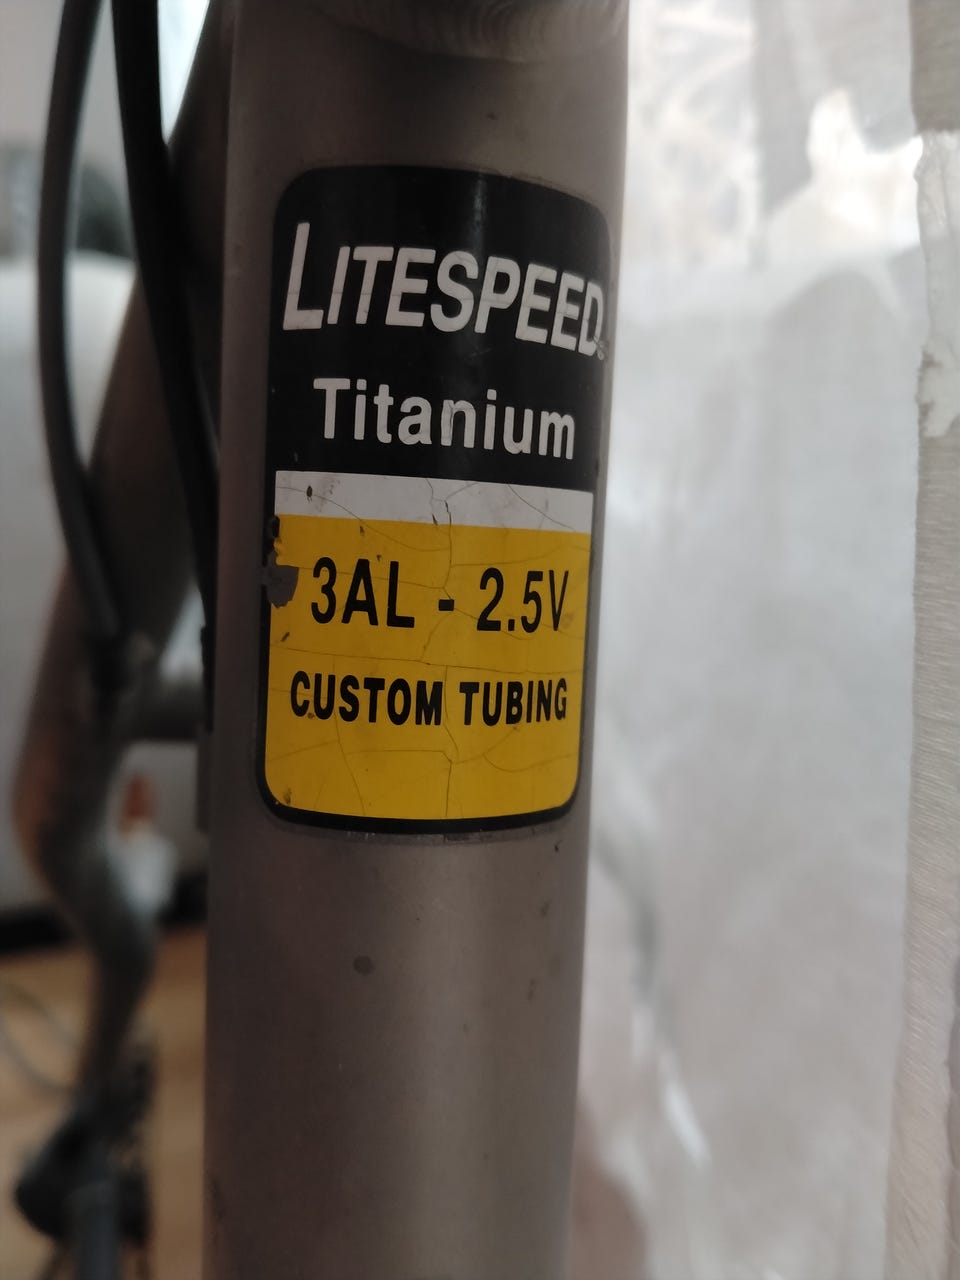 LITESPEED
Titanium
3AL - 2.5V
CUSTOM TUBING